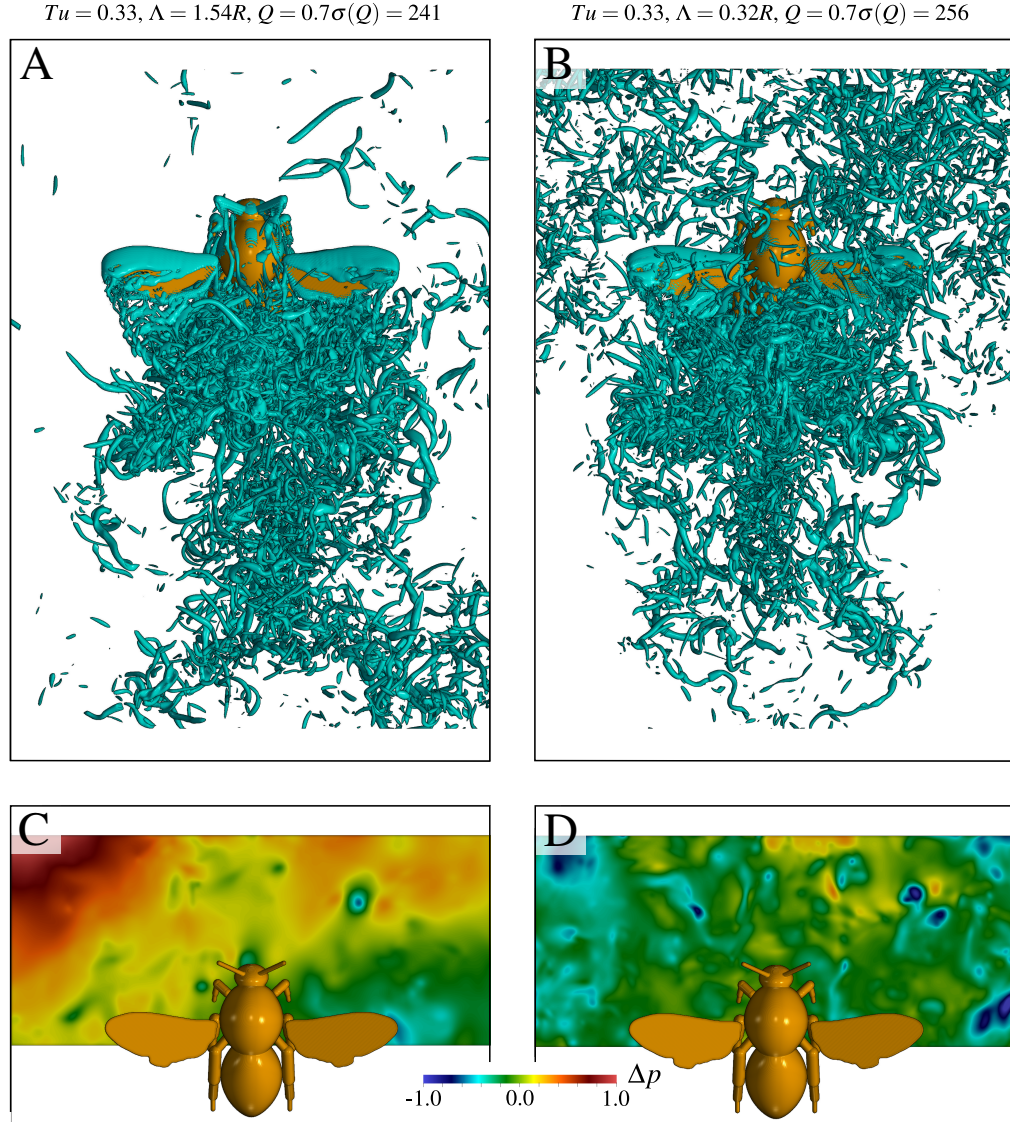 Tu = 0.33, Λ = 1.54R, Q = 0.7σ(Q) = 241
Tu = 0.33, Λ = 0.32R, Q = 0.7σ(Q) = 256
A
B
C
D
Δp
-1.0
0.0
1.0